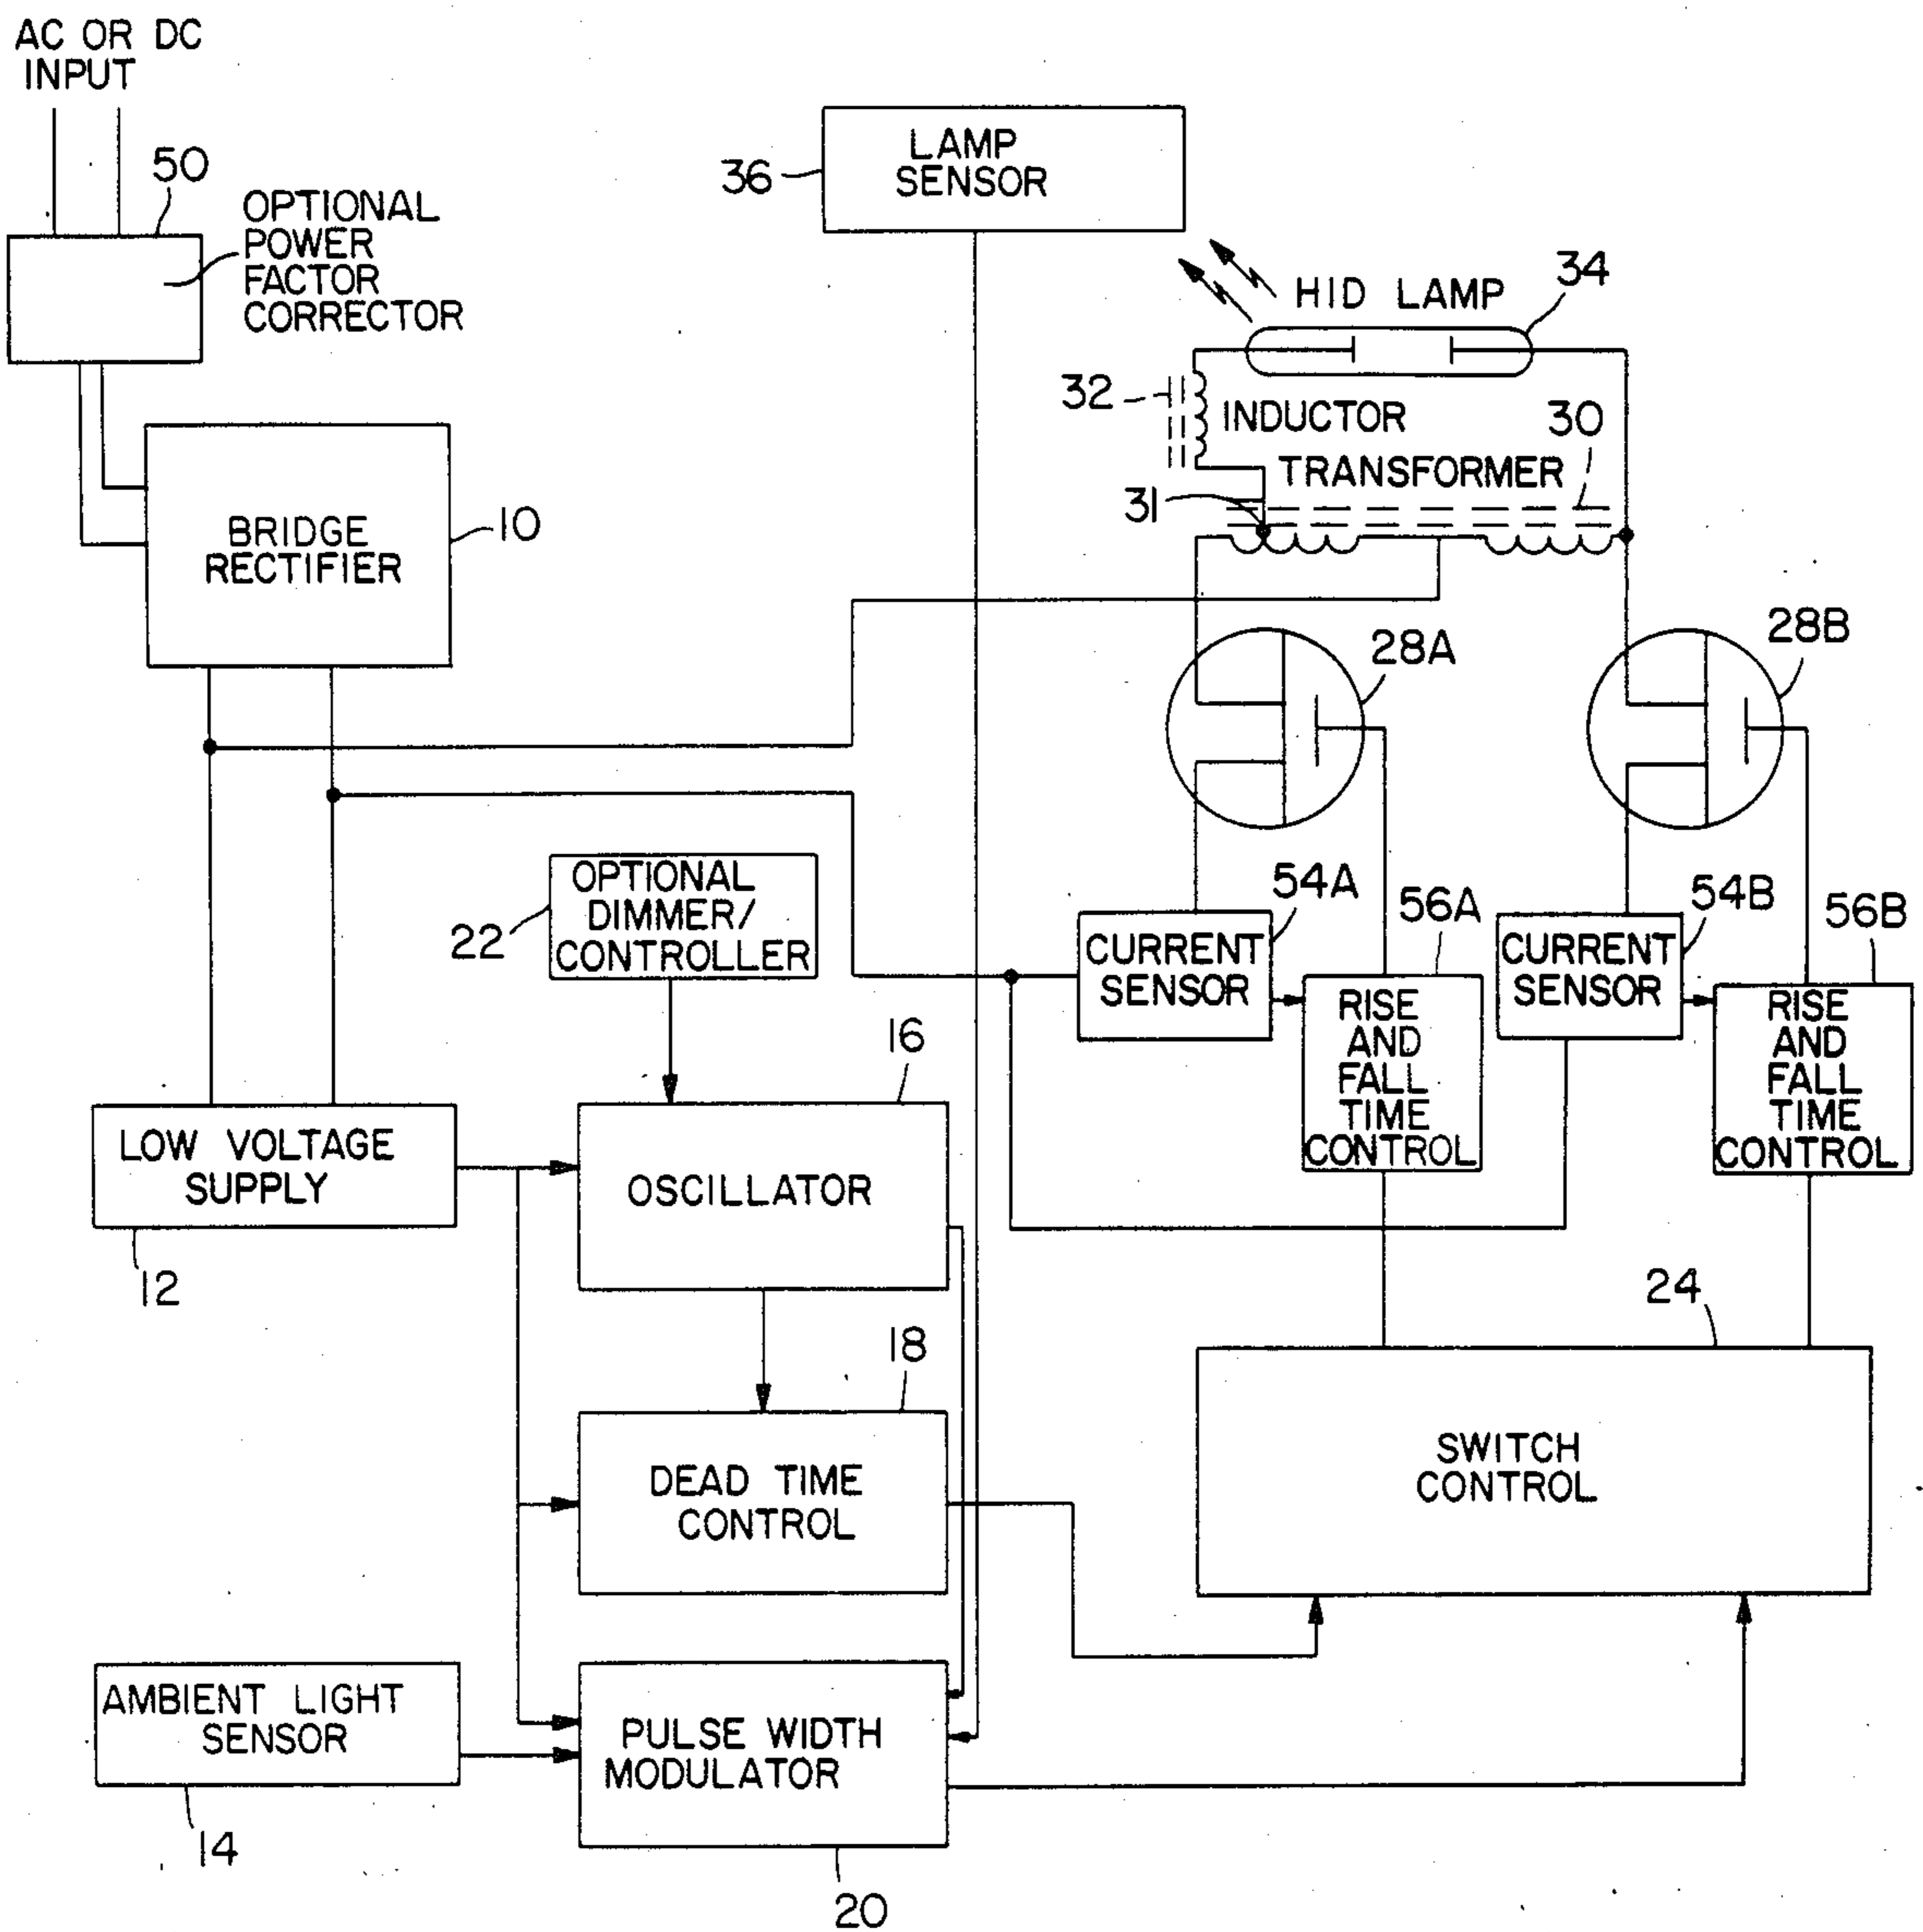 AC OR DC
INPUT
50
OPTIONAL
POWER
FACTOR
CORRECTOR
LAMP
SENSOR
36
HID LAMP
34
32
INDUCTOR
30
TRANSFORMER
31
BRIDGE
RECTIFIER
10
28A
28B
OPTIONAL
DIMMER/
CONTROLLER
22
CURRENT
SENSOR
54A
56A
CURRENT
SENSOR
54B
56B
RISE
AND
FALL
TIME
CONTROL
RISE
AND
FALL
TIME
CONTROL
LOW VOLTAGE
SUPPLY
12
16
OSCILLATOR
24
18
DEAD TIME
CONTROL
SWITCH
CONTROL
AMBIENT LIGHT
SENSOR
14
PULSE WIDTH
MODULATOR
20